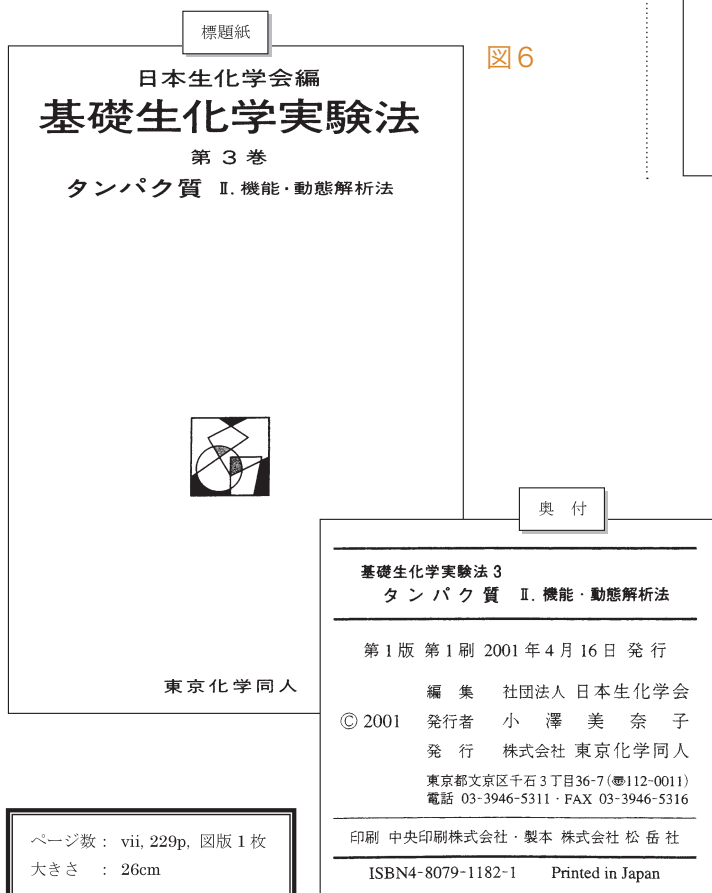 標題紙
図6
日本生化学会編
基礎生化学実験法
第3巻
タンパク質 Ⅱ. 機能・動態解析法
東京化学同人
奥 付
基礎生化学実験法3
タンパク質 Ⅱ. 機能・動態解析法
第1版 第1刷 2001年4月16日 発行
編 集 社団法人 日本生化学会
Ⓒ 2001 発行者 小 澤 美 奈 子
発 行 株式会社 東京化学同人
東京都文京区千石3丁目36-7(〠112-0011)
電話 03-3946-5311・FAX 03-3946-5316
印刷 中央印刷株式会社・製本 株式会社 松岳社
ISBN4-8079-1182-1 Printed in Japan
ページ数: vii, 229p, 図版1枚
大きさ : 26cm